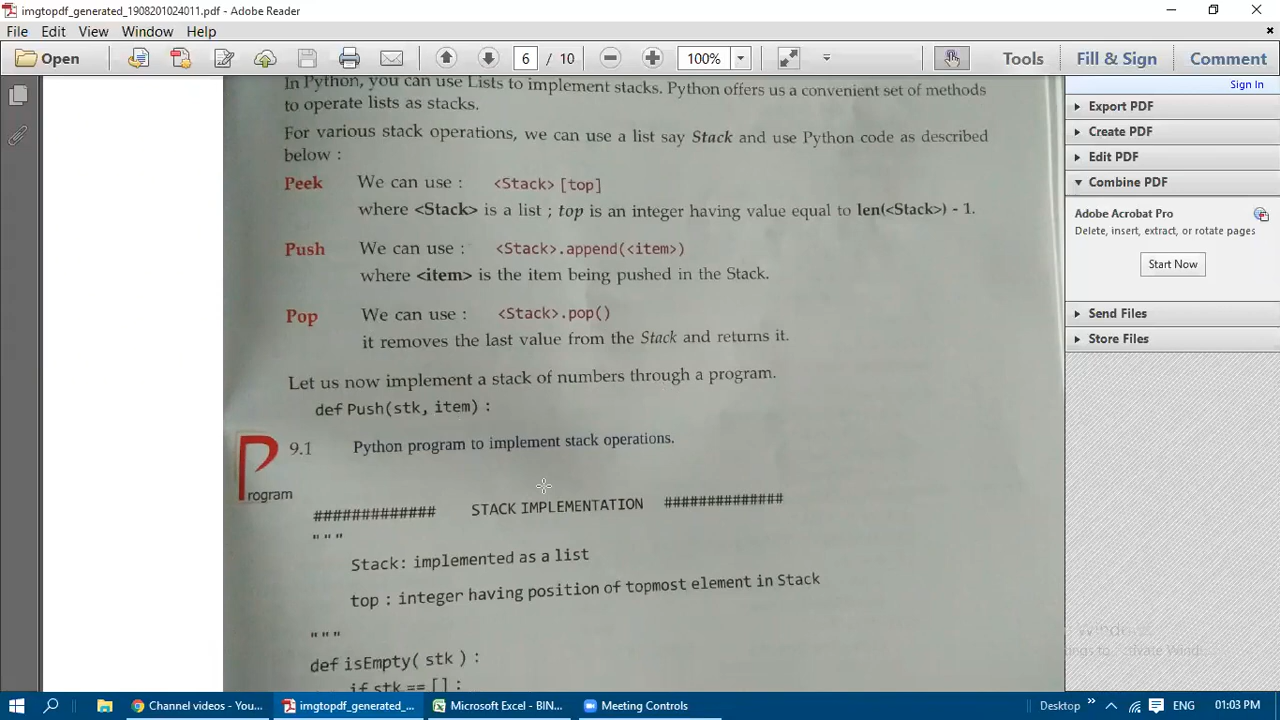 imgtopdf_generated_1908201024011.pdf - Adobe Reader
File Edit View Window Help
Open 6 / 10 100% Tools Fill & Sign Comment
Sign In
Export PDF
Create PDF
Edit PDF
Combine PDF
Adobe Acrobat Pro
Delete, insert, extract, or rotate pages
Start Now
Send Files
Store Files
In Python, you can use Lists to implement stacks. Python offers us a convenient set of methods
to operate lists as stacks.
For various stack operations, we can use a list say Stack and use Python code as described
below :
Peek We can use : <Stack> [top]
where <Stack> is a list ; top is an integer having value equal to len(<Stack>) - 1.
Push We can use : <Stack>.append(<item>)
where <item> is the item being pushed in the Stack.
Pop We can use : <Stack>.pop()
it removes the last value from the Stack and returns it.
Let us now implement a stack of numbers through a program.
def Push(stk, item) :
Program 9.1 Python program to implement stack operations.
############# STACK IMPLEMENTATION ##############
"""
Stack: implemented as a list
top : integer having position of topmost element in Stack
"""
def isEmpty( stk ) :
if stk == [] :
Channel videos - You... imgtopdf_generated_... Microsoft Excel - BIN... Meeting Controls Desktop ENG 01:03 PM